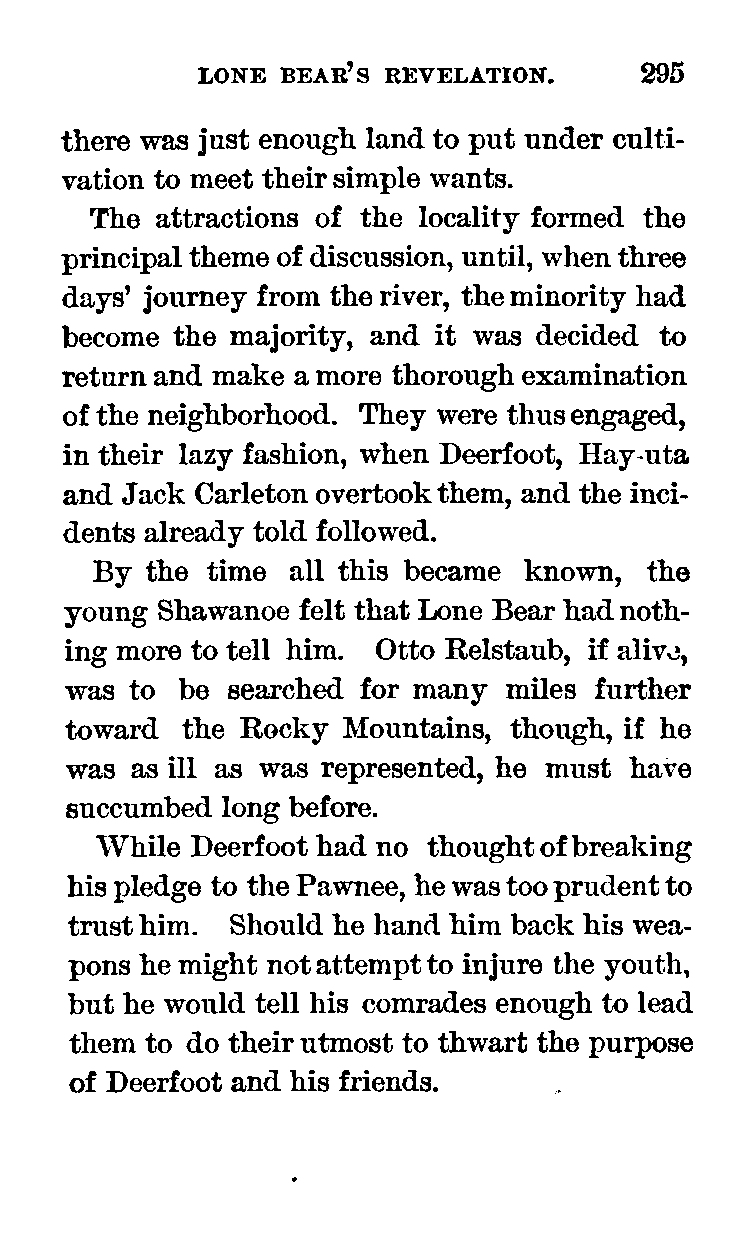 LONE BEAR'S REVELATION. 295
there was just enough land to put under culti-
vation to meet their simple wants.
The attractions of the locality formed the
principal theme of discussion, until, when three
days' journey from the river, the minority had
become the majority, and it was decided to
return and make a more thorough examination
of the neighborhood. They were thus engaged,
in their lazy fashion, when Deerfoot, Hay-uta
and Jack Carleton overtook them, and the inci-
dents already told followed.
By the time all this became known, the
young Shawanoe felt that Lone Bear had noth-
ing more to tell him. Otto Relstaub, if alive,
was to be searched for many miles further
toward the Rocky Mountains, though, if he
was as ill as was represented, he must have
succumbed long before.
While Deerfoot had no thought of breaking
his pledge to the Pawnee, he was too prudent to
trust him. Should he hand him back his wea-
pons he might not attempt to injure the youth,
but he would tell his comrades enough to lead
them to do their utmost to thwart the purpose
of Deerfoot and his friends.